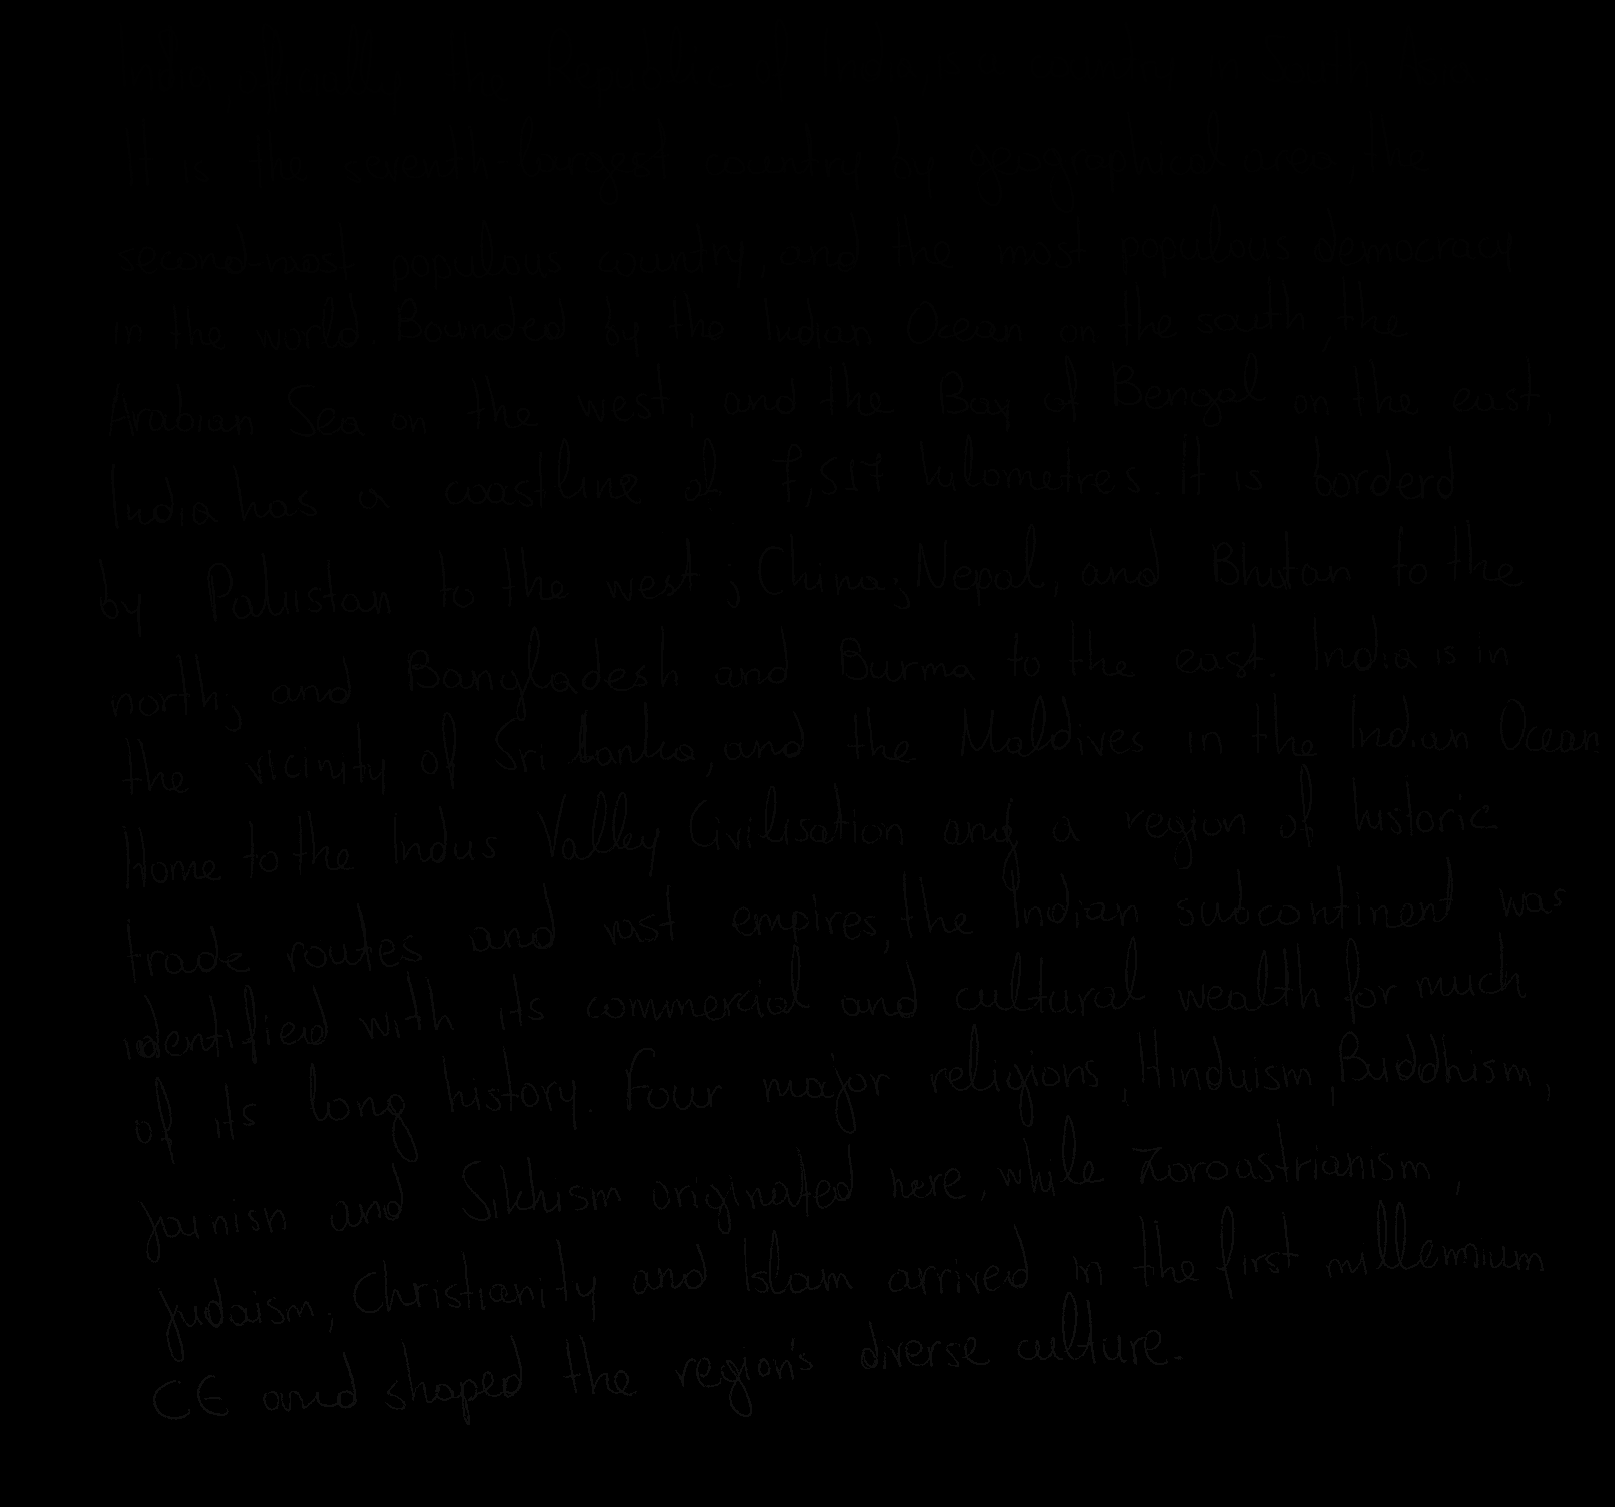 It is the seventh-largest country by geographical area, the
second-most populous country, and the most populous democracy
in the world. Bounded by the Indian Ocean on the south, the
Arabian Sea on the west, and the Bay of Bengal on the east,
India has a coastline of 7,517 kilometres. It is borderd
by Pakistan to the west; China, Nepal, and Bhutan to the
north; and Bangladesh and Burma to the east. India is in
the vicinity of Sri Lanka, and the Maldives in the Indian Ocean
Home to the Indus Valley Civilisation and a region of historic
trade routes and vast empires, the Indian subcontinent was
identified with its commercial and cultural wealth for much
of its long history. Four major religions, Hinduism, Buddhism,
Jainism and Sikhism originated here, while Zoroastrianism,
Judaism, Christianity and Islam arrived in the first millennium
CE and shaped the region's diverse culture.